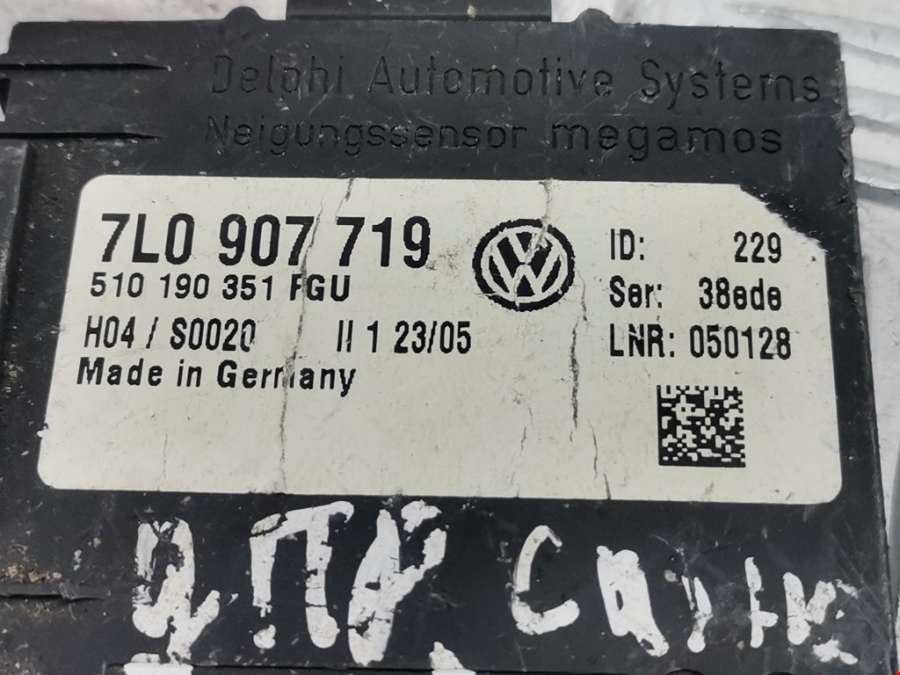 Delphi Automotive Systems
Neigungssensor megamos
7L0 907 719
510 190 351 FGU
H04 / S0020 II 1 23/05
Made in Germany
ID: 229
Ser: 38ede
LNR: 050128